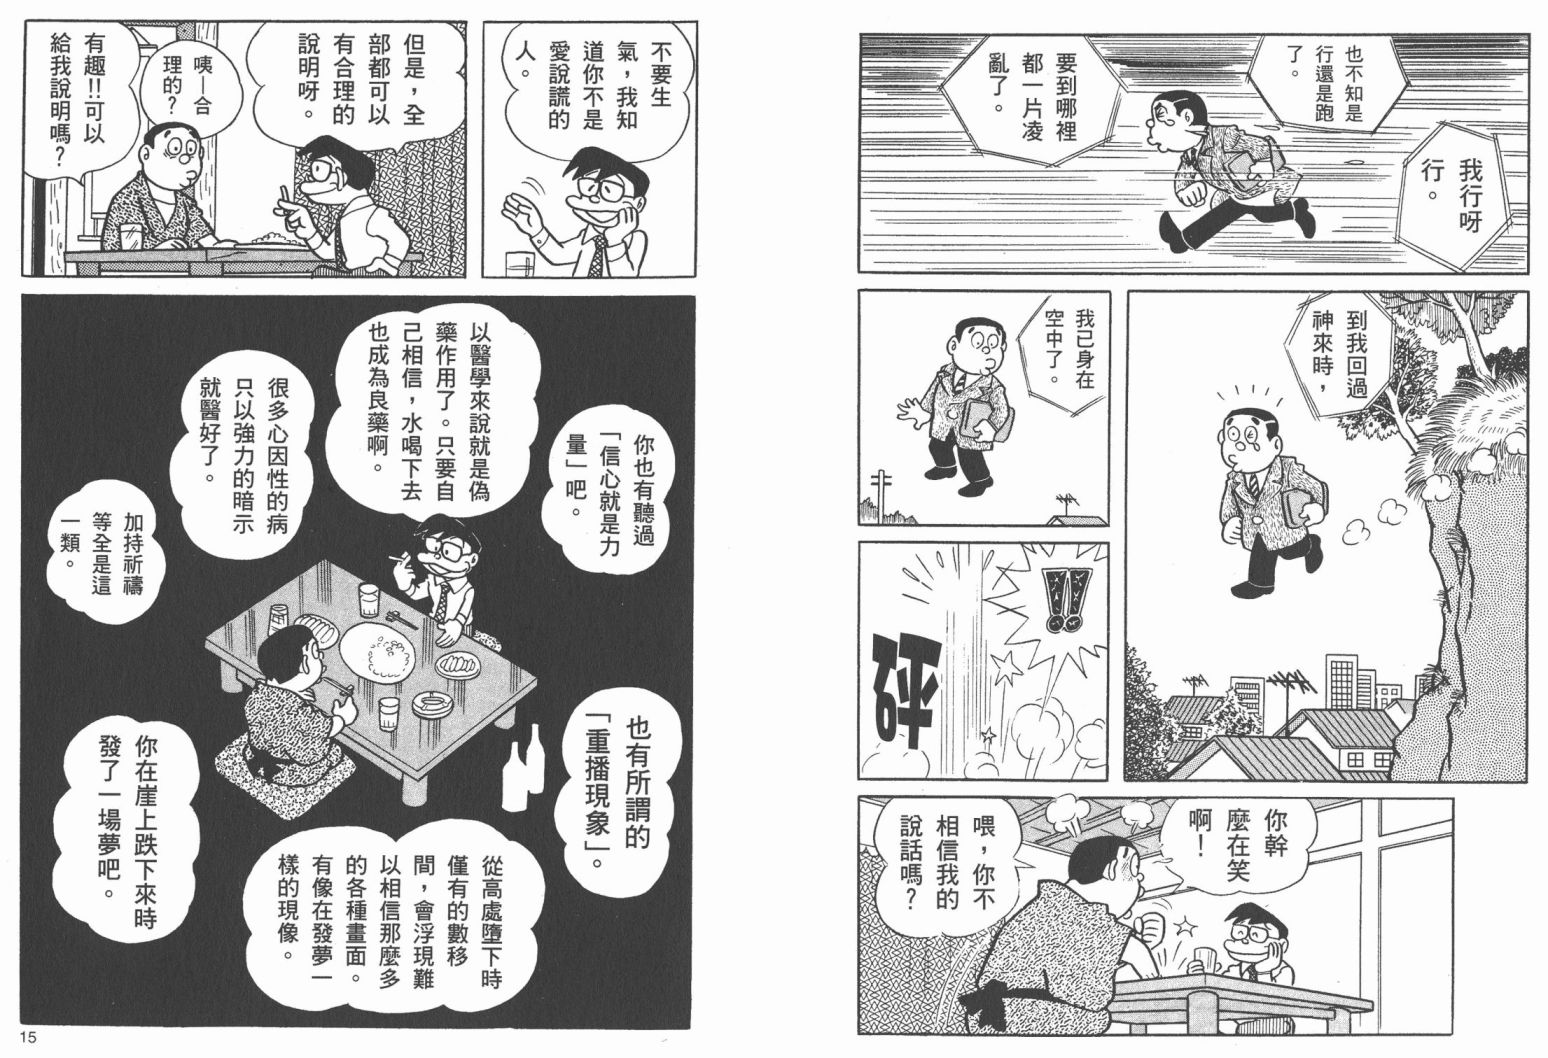 也不知是
行還是跑
了。
要到哪裡
都一片凌
亂了。
我行呀
行。
到我回過
神來時，
我已身在
空中了。
!!
砰
你幹
麼在笑
啊！
喂，你不
相信我的
說話嗎？
不要生
氣，我知
道你不是
愛說謊的
人。
但是，全
部都可以
有合理的
說明呀。
咦—合
理的？
有趣!!可以
給我說明嗎？
你也有聽過
「信心就是力
量」吧。
以醫學來說就是偽
藥作用了。只要自
己相信，水喝下去
也成為良藥啊。
很多心因性的病
只以強力的暗示
就醫好了。
加持祈禱
等全是這
一類。
也有所謂的
「重播現象」。
從高處墮下時
僅有的數移
間，會浮現難
以相信那麼多
的各種畫面。
有像在發夢一
樣的現像。
你在崖上跌下來時
發了一場夢吧。
15